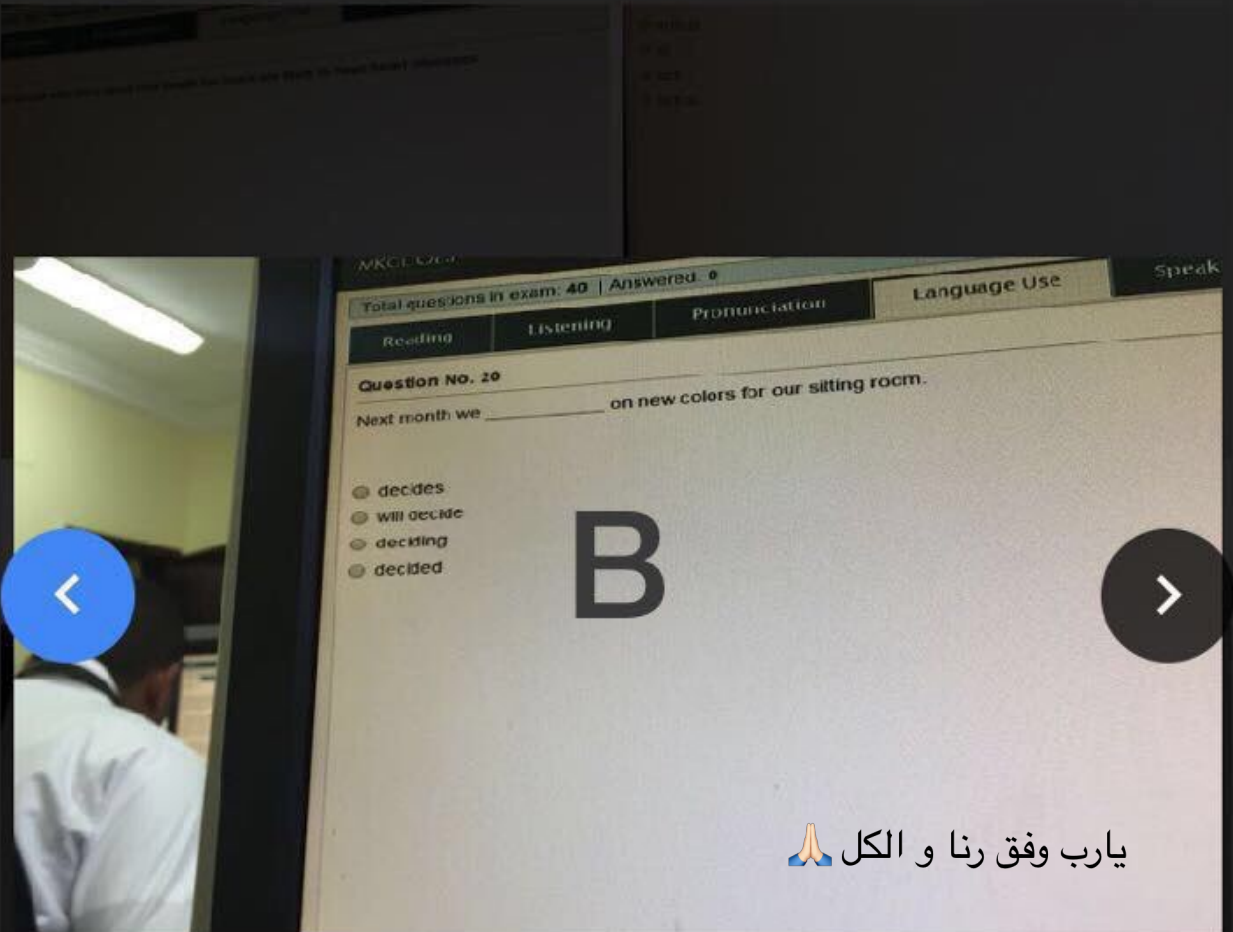 Total questions in exam: 40 | Answered: 0
Reading Listening Pronunciation Language Use Speak
Question No. 20
Next month we __________ on new colors for our sitting room.
decides
will decide
deciding
decided
B
يارب وفق رنا و الكل 🙏🏻